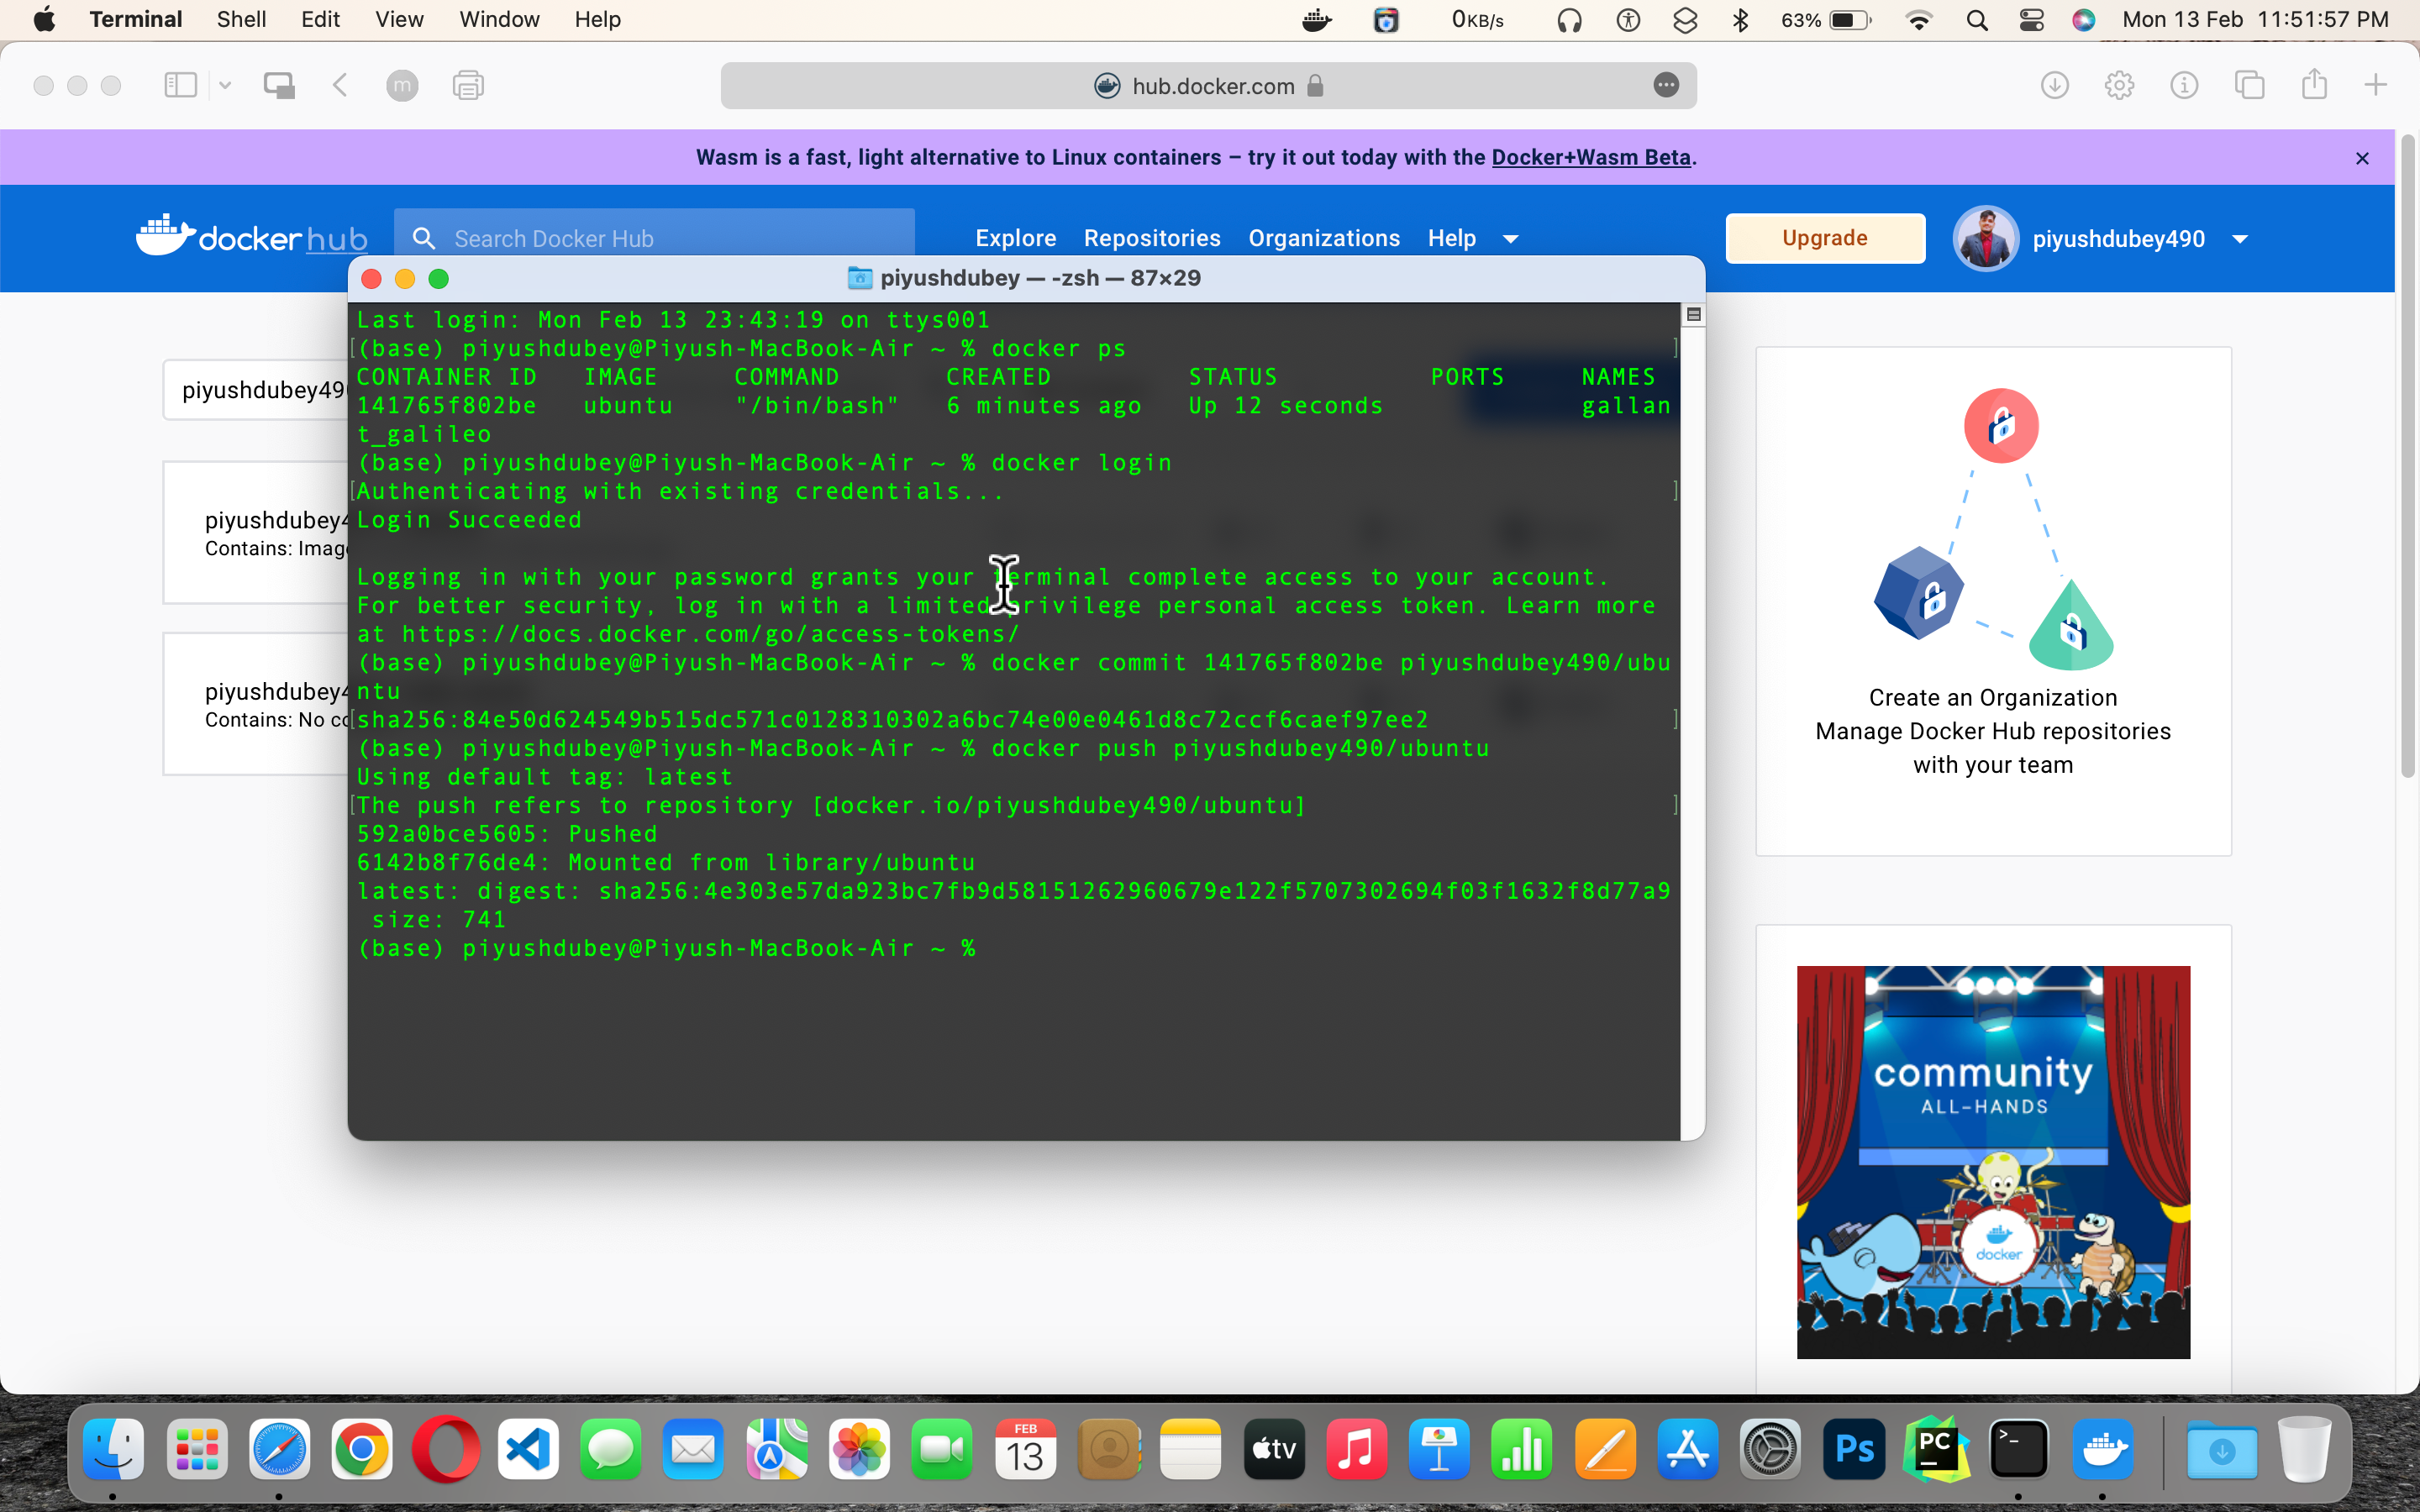 Terminal Shell Edit View Window Help 0KB/s 63% Mon 13 Feb 11:51:57 PM
m hub.docker.com
Wasm is a fast, light alternative to Linux containers – try it out today with the Docker+Wasm Beta.
docker hub Search Docker Hub Explore Repositories Organizations Help Upgrade piyushdubey490
piyushdubey — -zsh — 87×29
Last login: Mon Feb 13 23:43:19 on ttys001
(base) piyushdubey@Piyush-MacBook-Air ~ % docker ps
CONTAINER ID IMAGE COMMAND CREATED STATUS PORTS NAMES
141765f802be ubuntu "/bin/bash" 6 minutes ago Up 12 seconds gallan
t_galileo
(base) piyushdubey@Piyush-MacBook-Air ~ % docker login
Authenticating with existing credentials...
Login Succeeded
Logging in with your password grants your terminal complete access to your account.
For better security, log in with a limited-privilege personal access token. Learn more
at https://docs.docker.com/go/access-tokens/
(base) piyushdubey@Piyush-MacBook-Air ~ % docker commit 141765f802be piyushdubey490/ubu
ntu
sha256:84e50d624549b515dc571c0128310302a6bc74e00e0461d8c72ccf6caef97ee2
(base) piyushdubey@Piyush-MacBook-Air ~ % docker push piyushdubey490/ubuntu
Using default tag: latest
The push refers to repository [docker.io/piyushdubey490/ubuntu]
592a0bce5605: Pushed
6142b8f76de4: Mounted from library/ubuntu
latest: digest: sha256:4e303e57da923bc7fb9d58151262960679e122f5707302694f03f1632f8d77a9
size: 741
(base) piyushdubey@Piyush-MacBook-Air ~ %
piyushdubey49
piyushdubey4
Contains: Imag
piyushdubey4
Contains: No co
Create an Organization
Manage Docker Hub repositories
with your team
community
ALL-HANDS
docker
FEB
13
tv
Ps
PC
>_